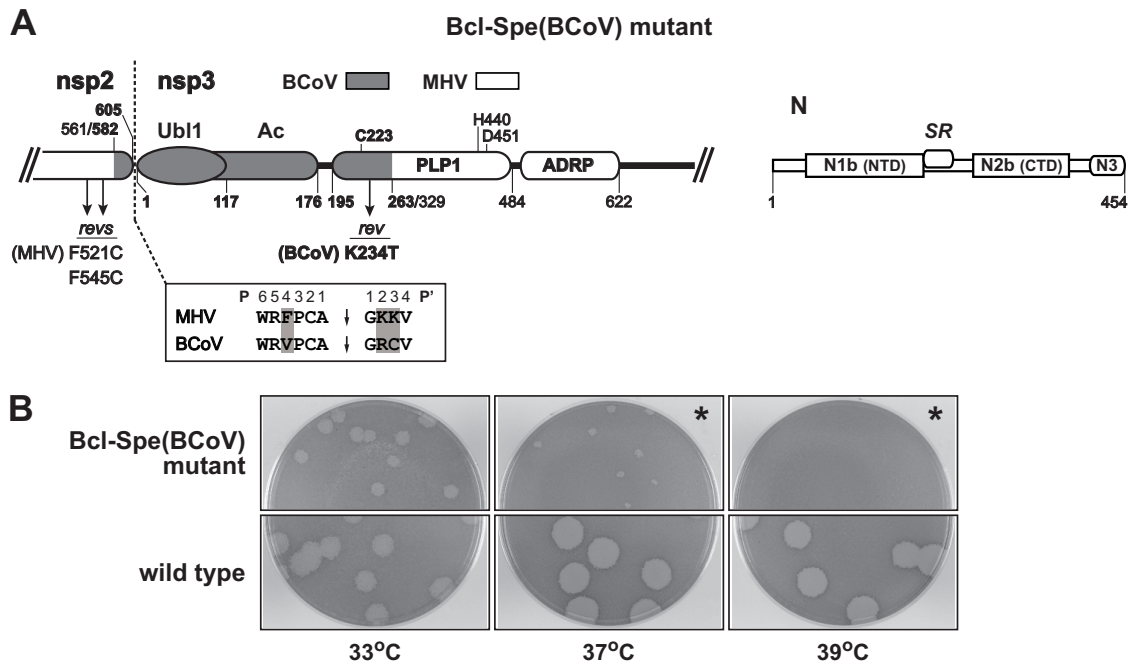 A
Bcl-Spe(BCoV) mutant
nsp2 nsp3 BCoV MHV
605
561/582 Ubl1 Ac C223 H440
D451
PLP1 ADRP
1 117 176 195 263/329 484 622
revs rev
(MHV) F521C (BCoV) K234T
F545C
P 6 5 4 3 2 1 1 2 3 4 P'
MHV WRFPCA ↓ GKKV
BCoV WRVPCA ↓ GRCV
N
SR
N1b (NTD) N2b (CTD) N3
1 454
B
Bcl-Spe(BCoV) * *
mutant
wild type
33°C 37°C 39°C